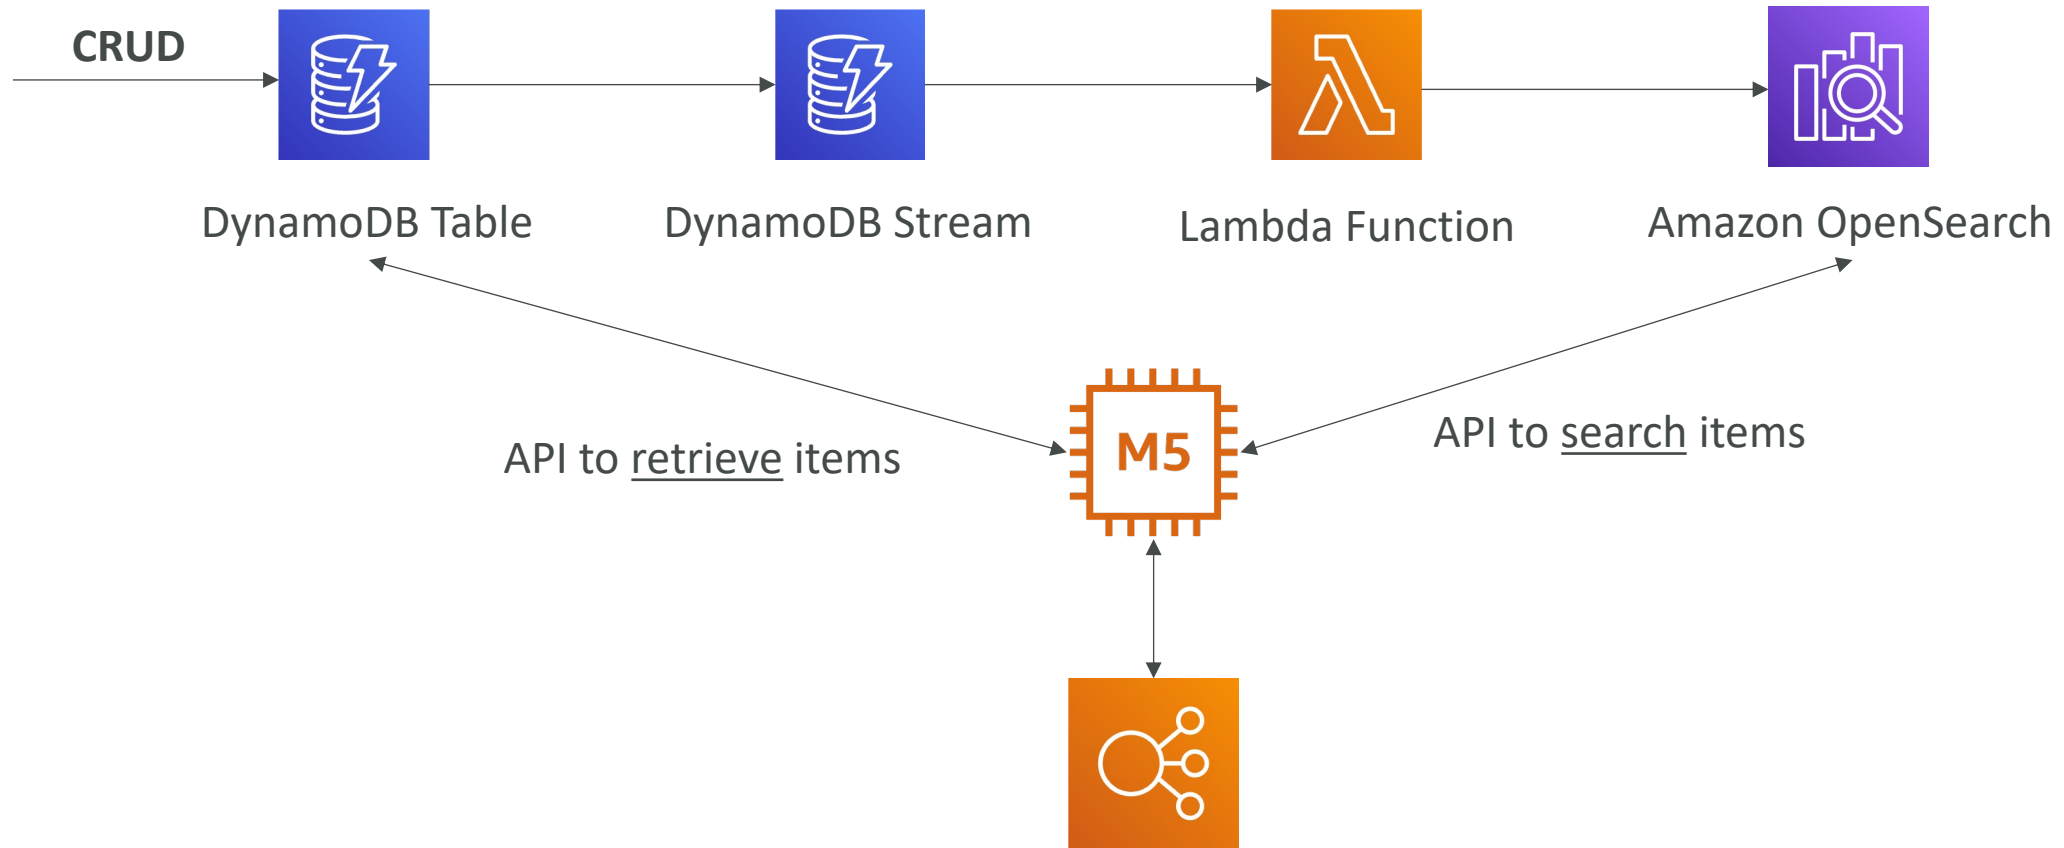 CRUD
DynamoDB Table
DynamoDB Stream
Lambda Function
Amazon OpenSearch
API to retrieve items
M5
API to search items